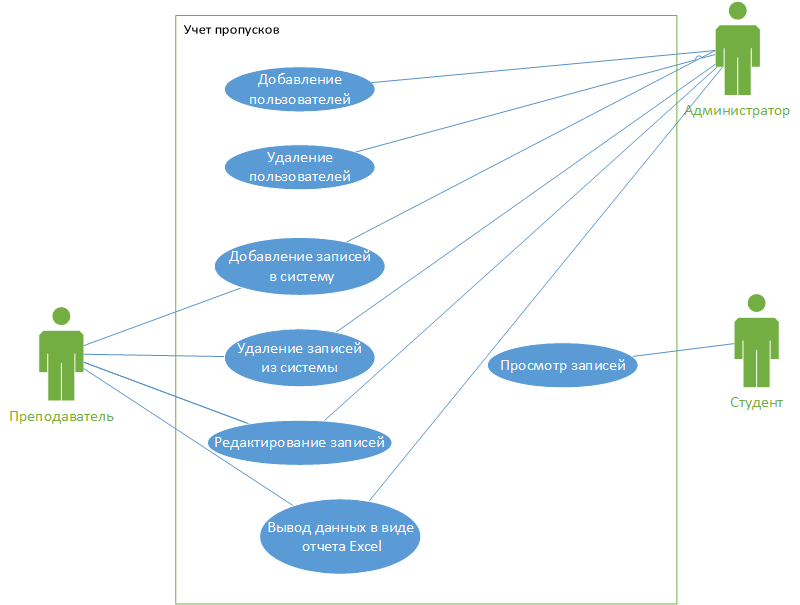 Учет пропусков
Добавление
пользователей
Администратор
Удаление
пользователей
Добавление записей
в систему
Удаление записей
из системы
Просмотр записей
Студент
Преподаватель
Редактирование записей
Вывод данных в виде
отчета Excel